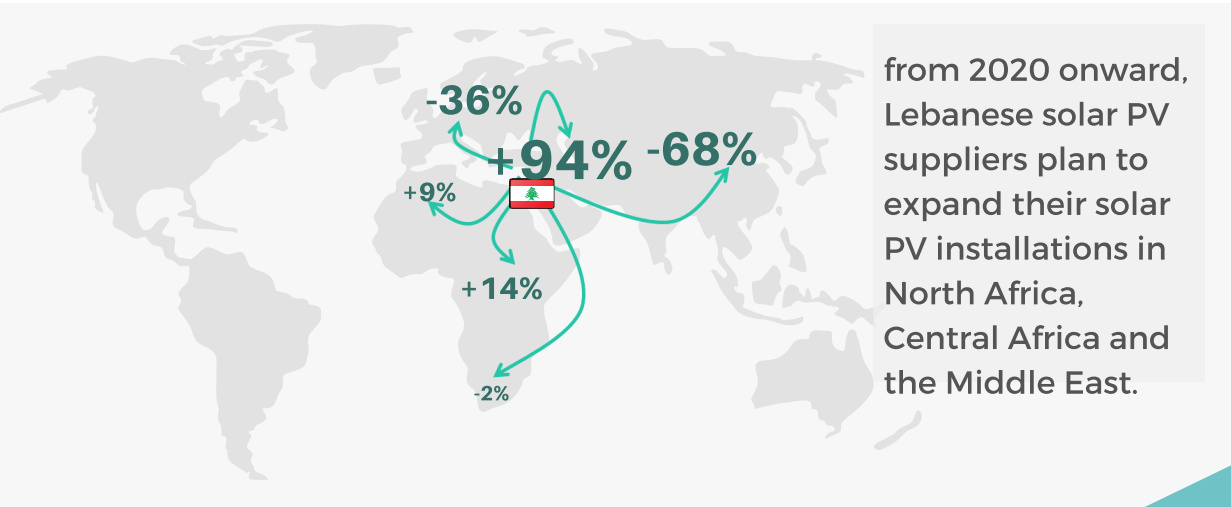 -36%
+94%
-68%
+9%
+14%
-2%
from 2020 onward,
Lebanese solar PV
suppliers plan to
expand their solar
PV installations in
North Africa,
Central Africa and
the Middle East.